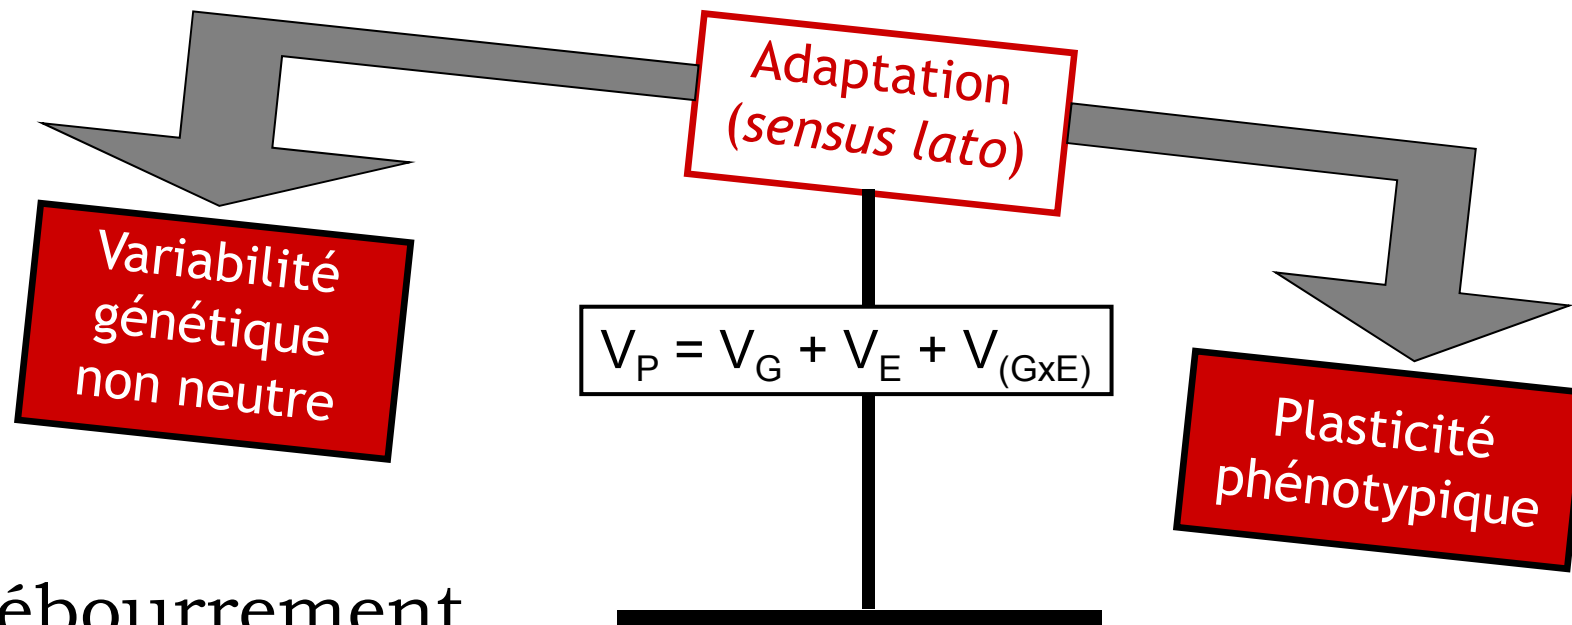 Adaptation
(sensus lato)
Variabilité
génétique
non neutre
V_P = V_G + V_E + V_(GxE)
Plasticité
phénotypique
ébourrement